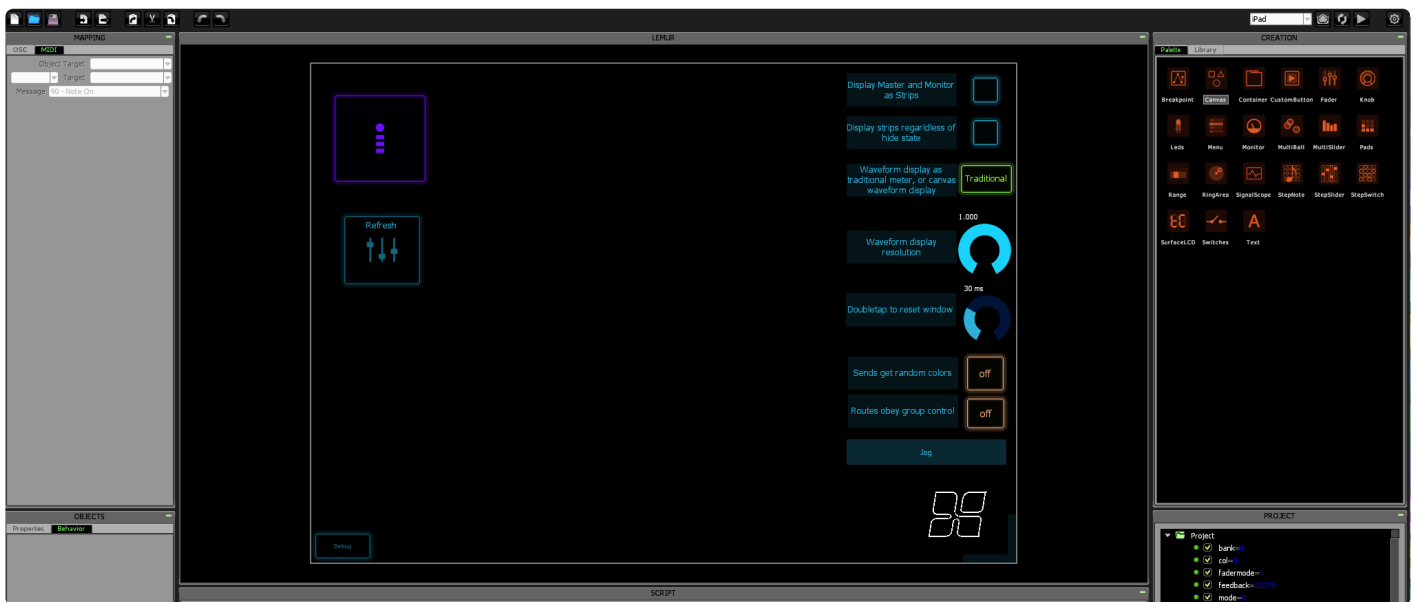 iPad
MAPPING
OSC MIDI
Object Target
Target
Message 90 - Note On
OBJECTS
Properties Behavior
LEMUR
Refresh
Debug
Display Master and Monitor
as Strips
Display strips regarldless of
hide state
Waveform display as
traditional meter, or canvas
waveform display
Traditional
1.000
Waveform display
resolution
30 ms
Doubletap to reset window
Sends get random colors
off
Routes obey group control
off
Jog
SCRIPT
CREATION
Palette Library
Breakpoint Canvas Container CustomButton Fader Knob
Leds Menu Monitor MultiBall MultiSlider Pads
Range RingArea SignalScope StepNote StepSlider StepSwitch
SurfaceLCD Switches Text
PROJECT
Project
bank=
col=
fadermode=
feedback=
mode=